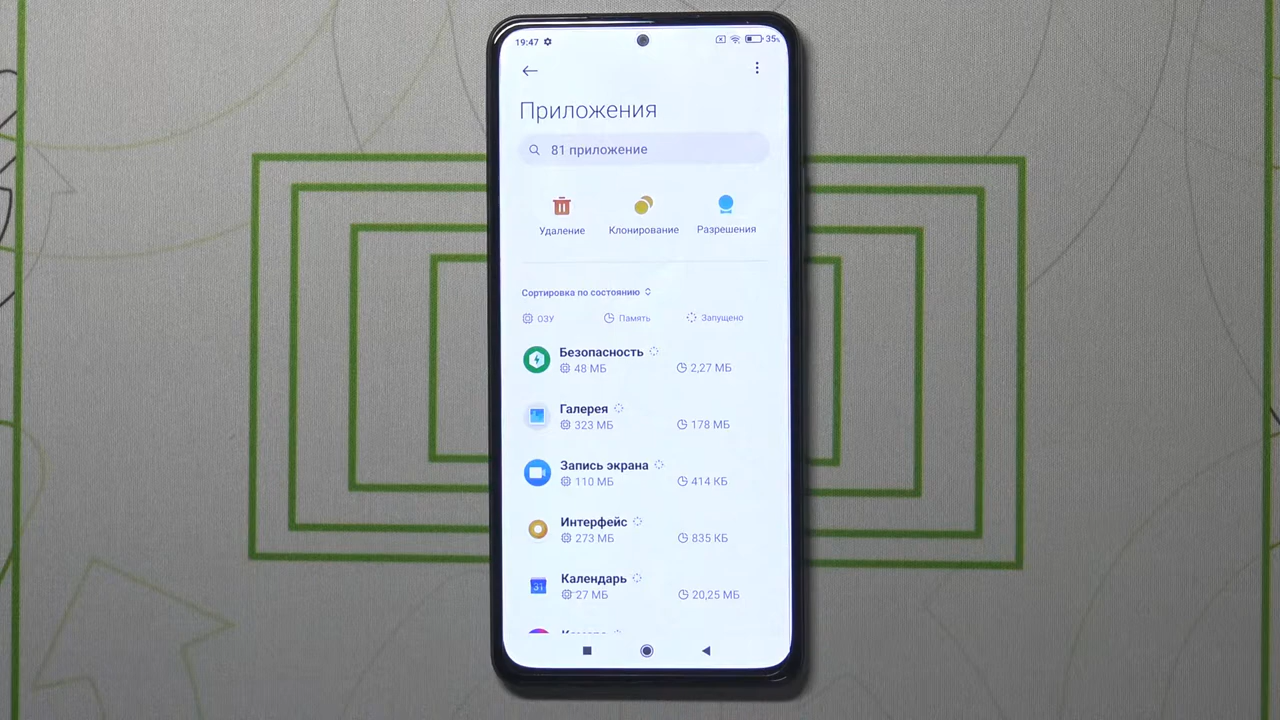 19:47
35%
Приложения
81 приложение
Удаление Клонирование Разрешения
Сортировка по состоянию
ОЗУ Память Запущено
Безопасность
48 МБ 2,27 МБ
Галерея
323 МБ 178 МБ
Запись экрана
110 МБ 414 КБ
Интерфейс
273 МБ 835 КБ
31
Календарь
27 МБ 20,25 МБ